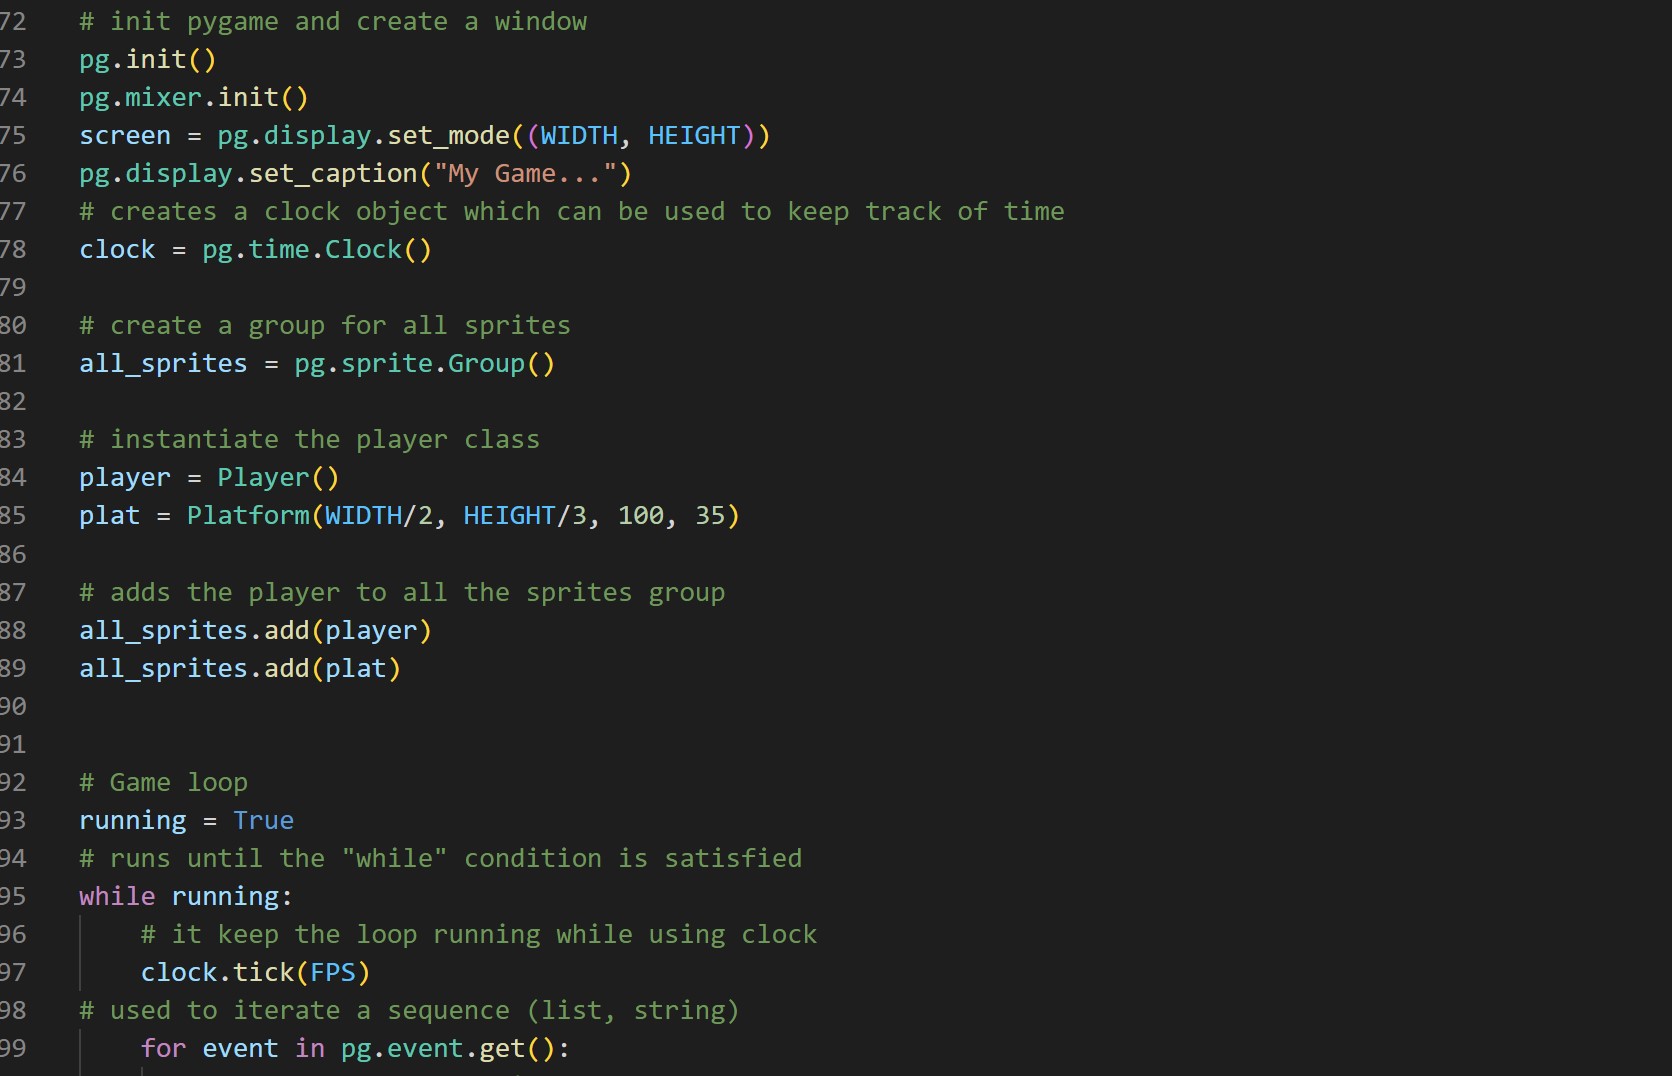 72 # init pygame and create a window
73 pg.init()
74 pg.mixer.init()
75 screen = pg.display.set_mode((WIDTH, HEIGHT))
76 pg.display.set_caption("My Game...")
77 # creates a clock object which can be used to keep track of time
78 clock = pg.time.Clock()
79
80 # create a group for all sprites
81 all_sprites = pg.sprite.Group()
82
83 # instantiate the player class
84 player = Player()
85 plat = Platform(WIDTH/2, HEIGHT/3, 100, 35)
86
87 # adds the player to all the sprites group
88 all_sprites.add(player)
89 all_sprites.add(plat)
90
91
92 # Game loop
93 running = True
94 # runs until the "while" condition is satisfied
95 while running:
96     # it keep the loop running while using clock
97     clock.tick(FPS)
98 # used to iterate a sequence (list, string)
99     for event in pg.event.get():